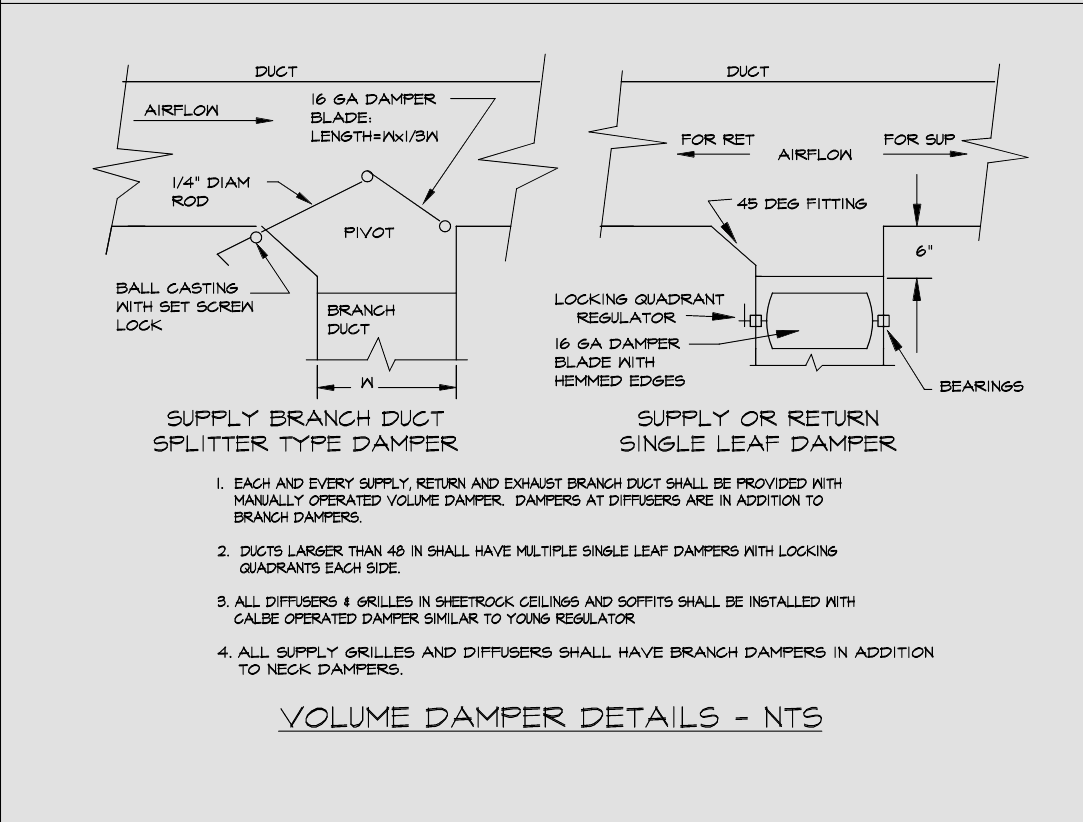 DUCT
AIRFLOW
16 GA DAMPER
BLADE:
LENGTH=WX1/3W
1/4" DIAM
ROD
PIVOT
BALL CASTING
WITH SET SCREW
LOCK
BRANCH
DUCT
W
SUPPLY BRANCH DUCT
SPLITTER TYPE DAMPER
DUCT
FOR RET
AIRFLOW
FOR SUP
45 DEG FITTING
6"
LOCKING QUADRANT
REGULATOR
16 GA DAMPER
BLADE WITH
HEMMED EDGES
BEARINGS
SUPPLY OR RETURN
SINGLE LEAF DAMPER
1. EACH AND EVERY SUPPLY, RETURN AND EXHAUST BRANCH DUCT SHALL BE PROVIDED WITH
MANUALLY OPERATED VOLUME DAMPER. DAMPERS AT DIFFUSERS ARE IN ADDITION TO
BRANCH DAMPERS.
2. DUCTS LARGER THAN 48 IN SHALL HAVE MULTIPLE SINGLE LEAF DAMPERS WITH LOCKING
QUADRANTS EACH SIDE.
3. ALL DIFFUSERS & GRILLES IN SHEETROCK CEILINGS AND SOFFITS SHALL BE INSTALLED WITH
CALBE OPERATED DAMPER SIMILAR TO YOUNG REGULATOR
4. ALL SUPPLY GRILLES AND DIFFUSERS SHALL HAVE BRANCH DAMPERS IN ADDITION
TO NECK DAMPERS.
VOLUME DAMPER DETAILS - NTS